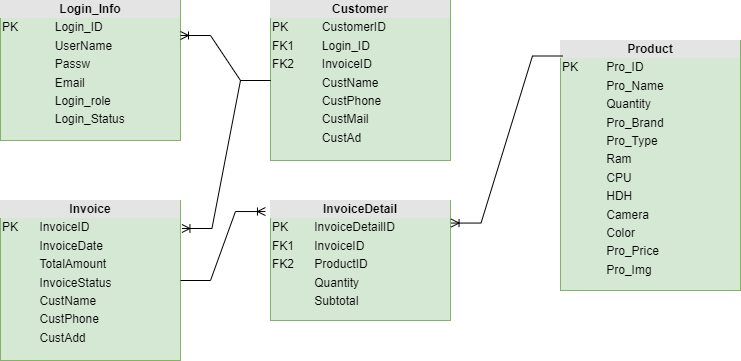 Login_Info
PK Login_ID
UserName
Passw
Email
Login_role
Login_Status
Customer
PK CustomerID
FK1 Login_ID
FK2 InvoiceID
CustName
CustPhone
CustMail
CustAd
Product
PK Pro_ID
Pro_Name
Quantity
Pro_Brand
Pro_Type
Ram
CPU
HDH
Camera
Color
Pro_Price
Pro_Img
Invoice
PK InvoiceID
InvoiceDate
TotalAmount
InvoiceStatus
CustName
CustPhone
CustAdd
InvoiceDetail
PK InvoiceDetailID
FK1 InvoiceID
FK2 ProductID
Quantity
Subtotal